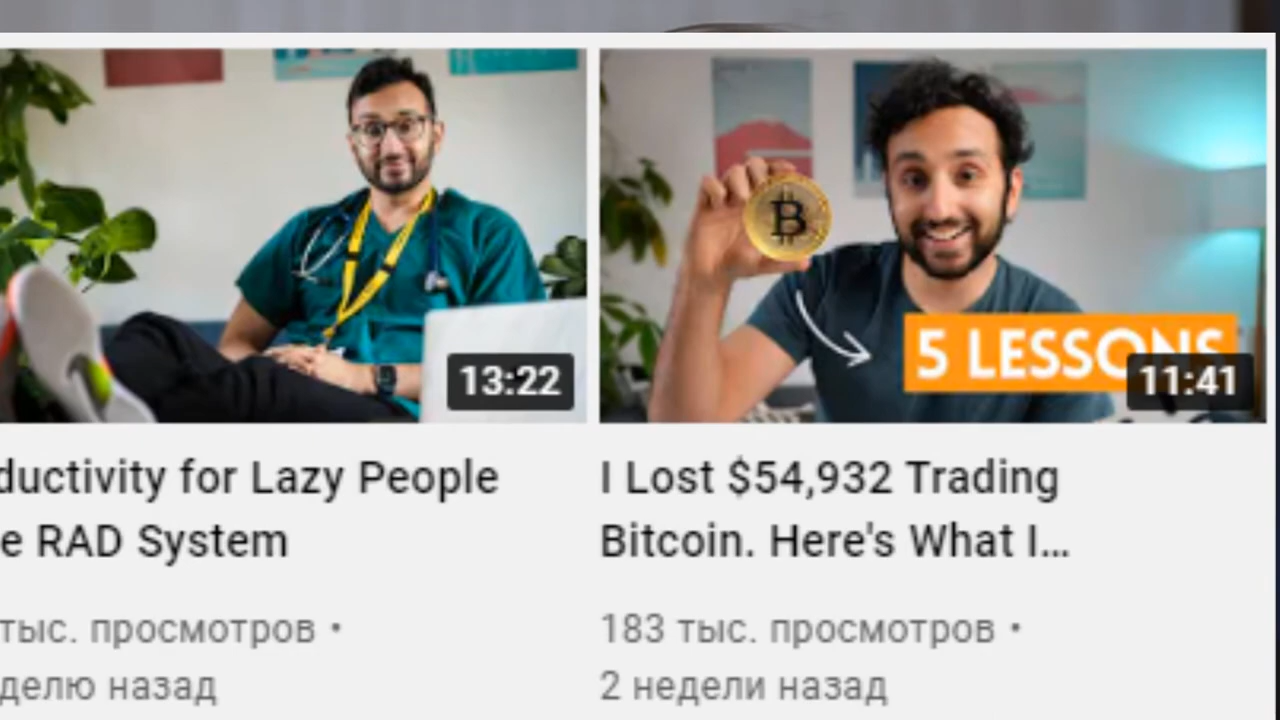 13:22
5 LESSONS
11:41
ductivity for Lazy People
e RAD System
тыс. просмотров •
делю назад
I Lost $54,932 Trading
Bitcoin. Here's What I...
183 тыс. просмотров •
2 недели назад